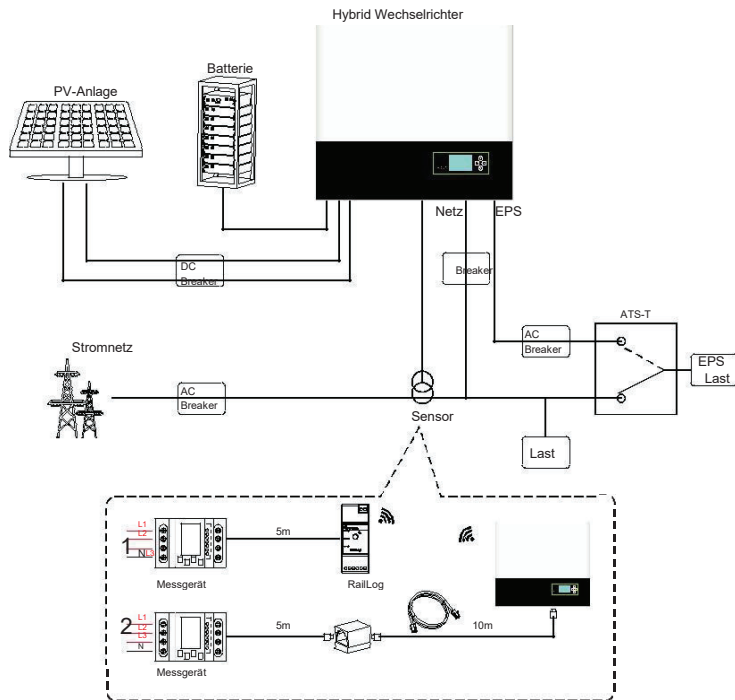 Hybrid Wechselrichter
Batterie
PV-Anlage
Netz
EPS
DC
Breaker
Breaker
ATS-T
AC
Breaker
Stromnetz
EPS
Last
AC
Breaker
Sensor
Last
L1
L2
1
N
5m
Messgerät
RailLog
L1
2
L2
L3
N
5m
10m
Messgerät